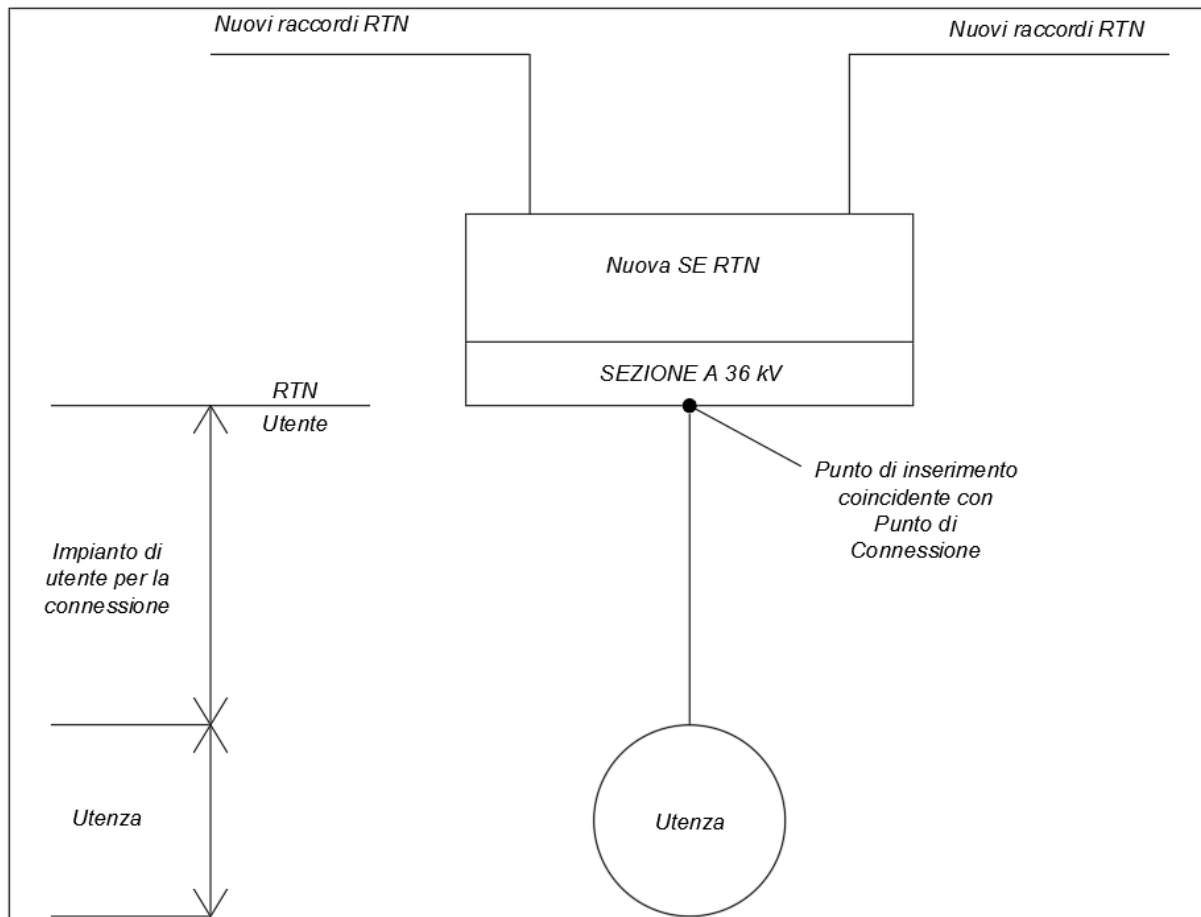 Nuovi raccordi RTN
Nuovi raccordi RTN
Nuova SE RTN
SEZIONE A 36 kV
RTN
Utente
Punto di inserimento
coincidente con
Punto di
Connessione
Impianto di
utente per la
connessione
Utenza
Utenza